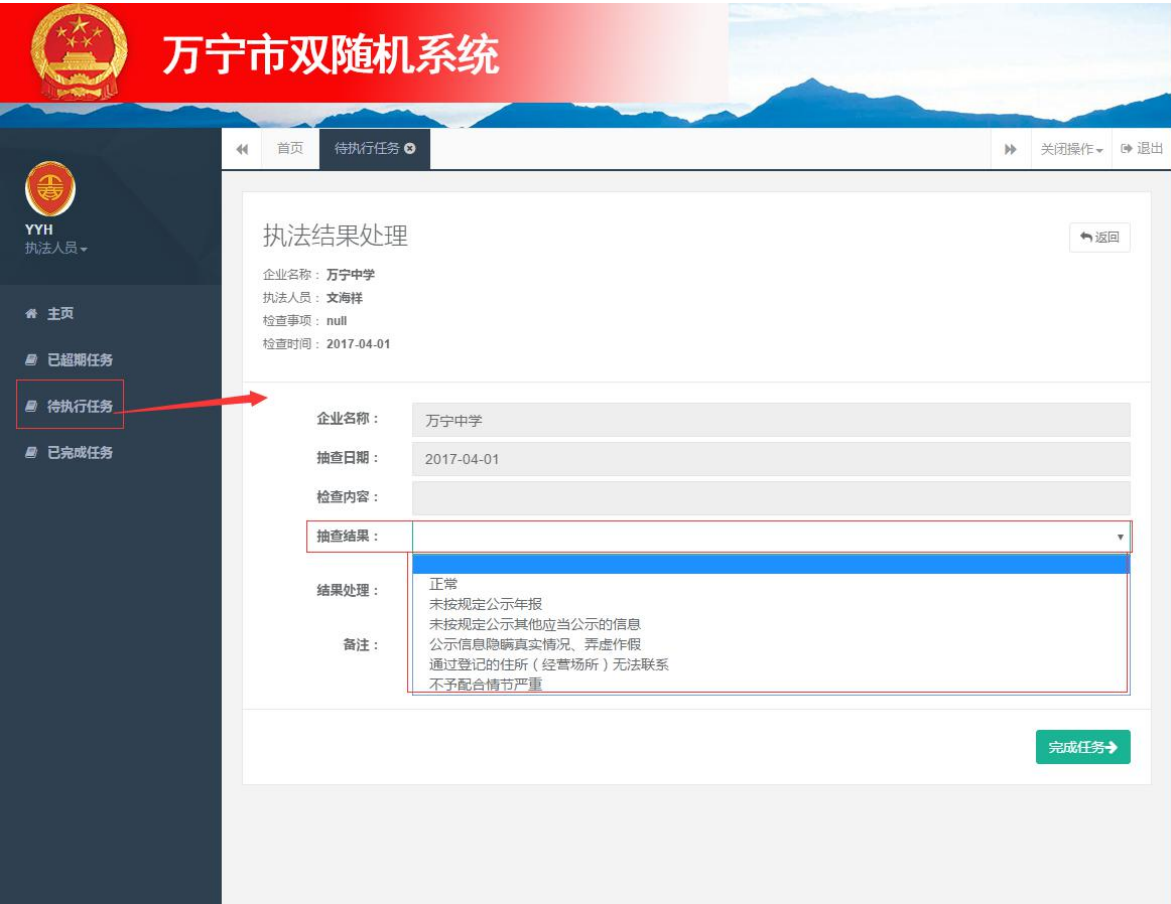 万宁市双随机系统
首页
待执行任务
关闭操作
退出
YYH
执法人员
主页
已超期任务
待执行任务
已完成任务
执法结果处理
返回
企业名称：万宁中学
执法人员：文海祥
检查事项：null
检查时间：2017-04-01
企业名称： 万宁中学
抽查日期： 2017-04-01
检查内容：
抽查结果：
结果处理：
备注：
正常
未按规定公示年报
未按规定公示其他应当公示的信息
公示信息隐瞒真实情况、弄虚作假
通过登记的住所（经营场所）无法联系
不予配合情节严重
完成任务